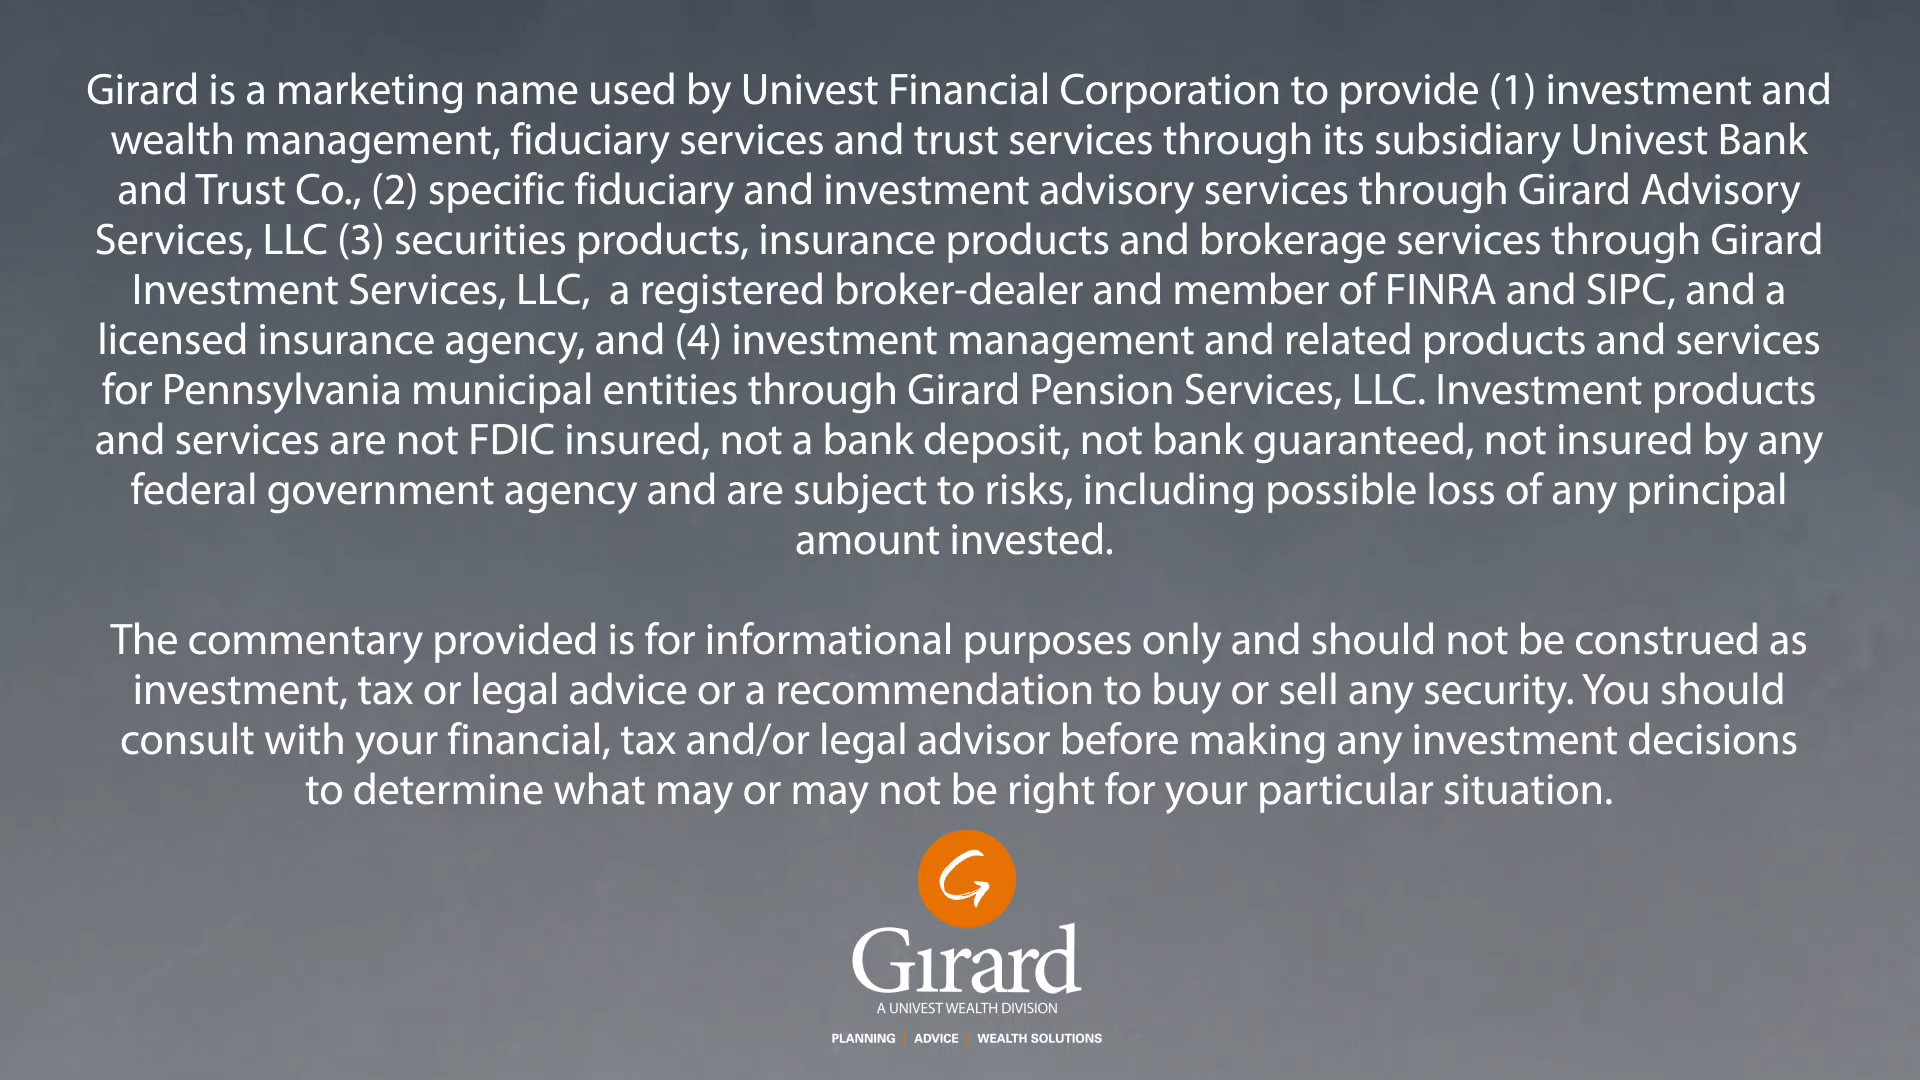 Girard is a marketing name used by Univest Financial Corporation to provide (1) investment and
wealth management, fiduciary services and trust services through its subsidiary Univest Bank
and Trust Co., (2) specific fiduciary and investment advisory services through Girard Advisory
Services, LLC (3) securities products, insurance products and brokerage services through Girard
Investment Services, LLC,  a registered broker-dealer and member of FINRA and SIPC, and a
licensed insurance agency, and (4) investment management and related products and services
for Pennsylvania municipal entities through Girard Pension Services, LLC. Investment products
and services are not FDIC insured, not a bank deposit, not bank guaranteed, not insured by any
federal government agency and are subject to risks, including possible loss of any principal
amount invested.
The commentary provided is for informational purposes only and should not be construed as
investment, tax or legal advice or a recommendation to buy or sell any security. You should
consult with your financial, tax and/or legal advisor before making any investment decisions
to determine what may or may not be right for your particular situation.
G
Girard
A UNIVEST WEALTH DIVISION
PLANNING | ADVICE | WEALTH SOLUTIONS